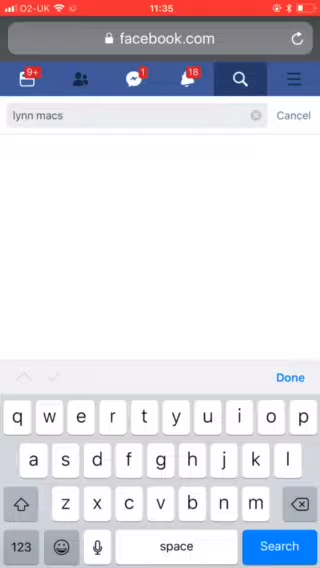 O2-UK 11:35
facebook.com
9+ 1 18
lynn macs Cancel
Done
q w e r t y u i o p
a s d f g h j k l
z x c v b n m
123 space Search